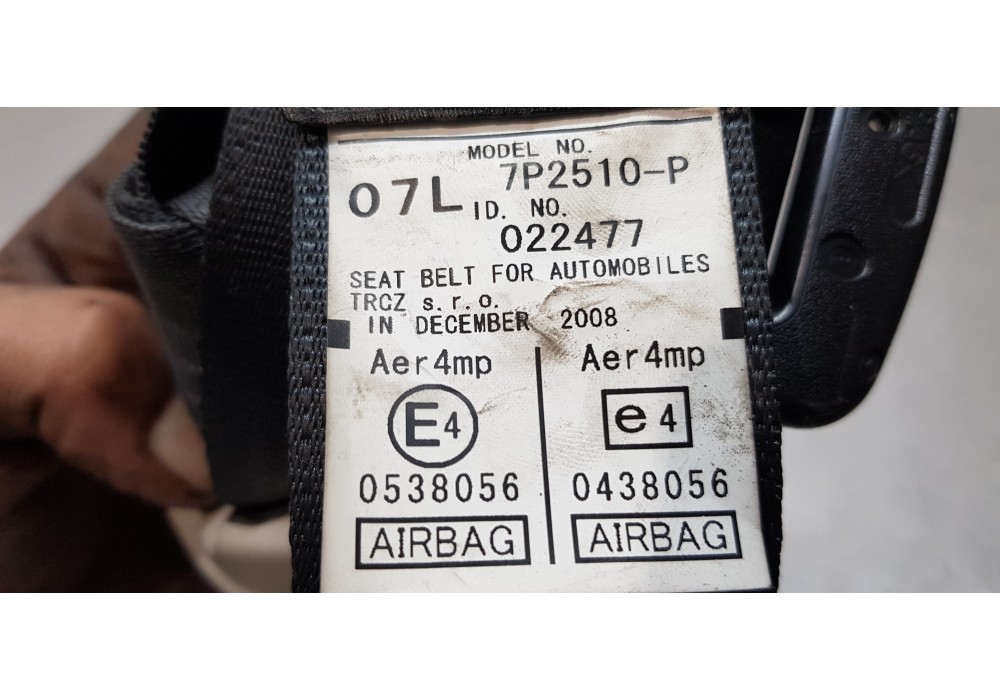 MODEL NO.
07L 7P2510-P
ID. NO.
022477
SEAT BELT FOR AUTOMOBILES
TRCZ s.r.o.
IN DECEMBER 2008
Aer4mp Aer4mp
E4 e4
0538056 0438056
AIRBAG AIRBAG